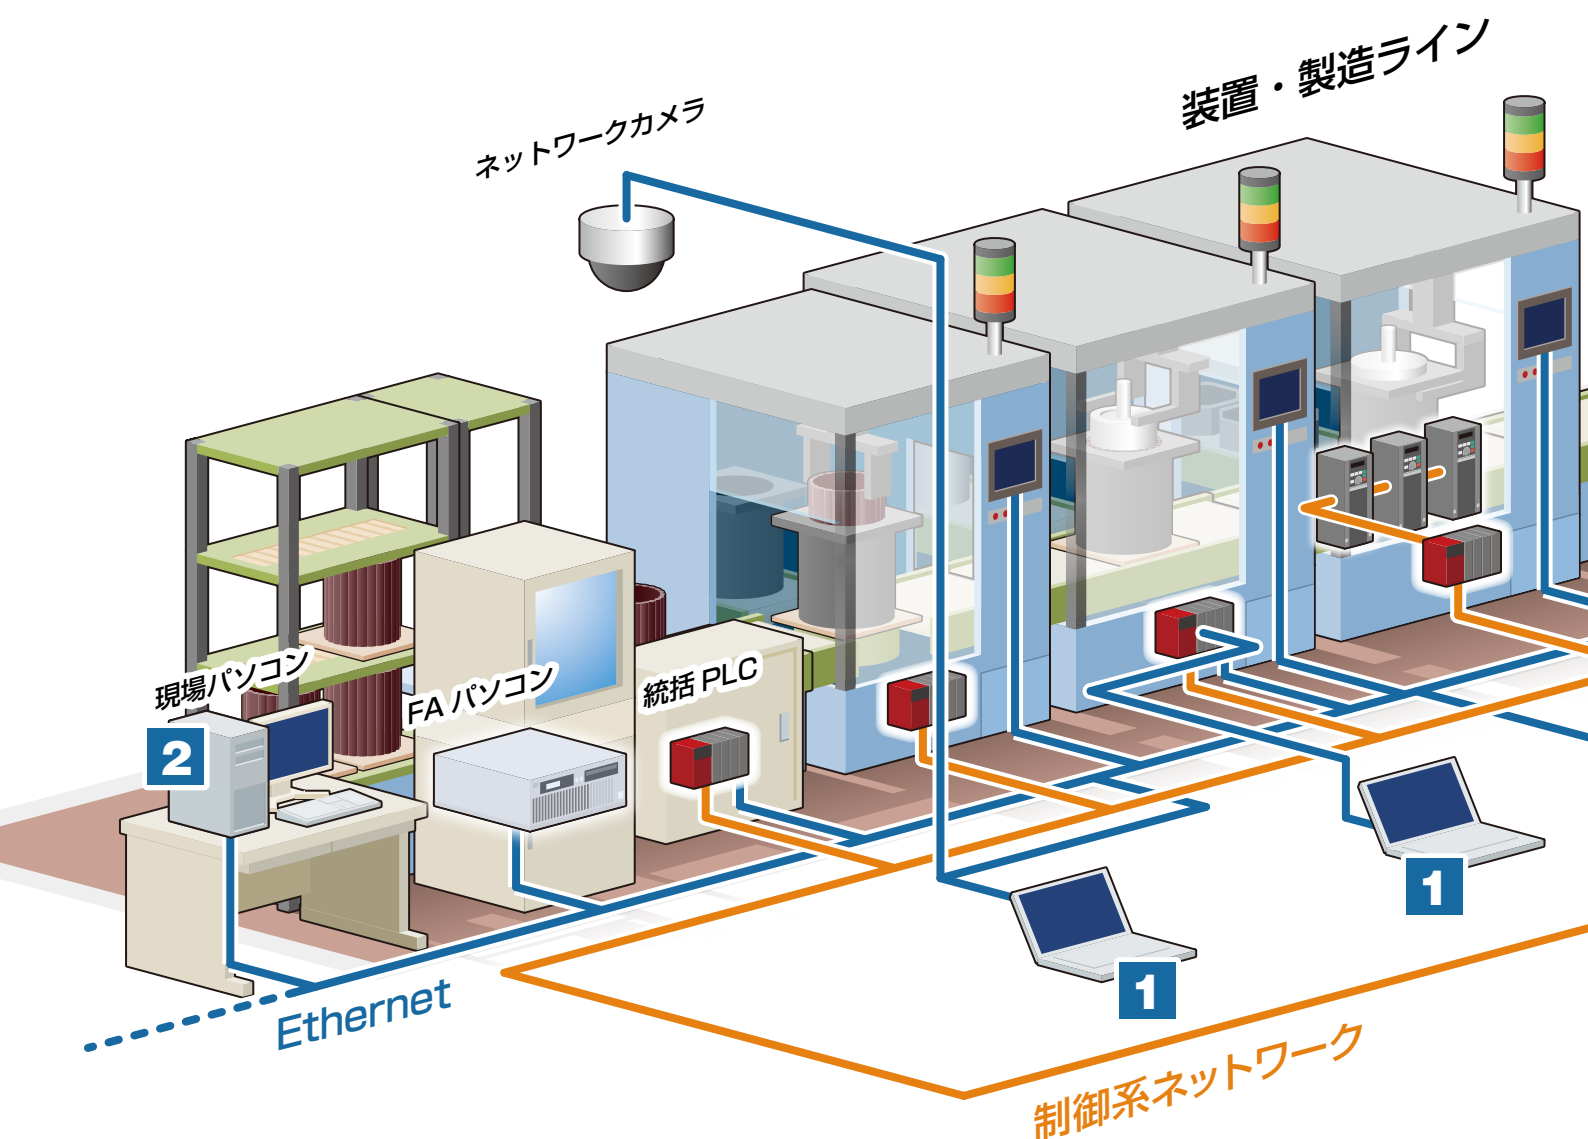 装置・製造ライン
ネットワークカメラ
現場パソコン
2
FA パソコン
統括 PLC
1
1
Ethernet
制御系ネットワーク